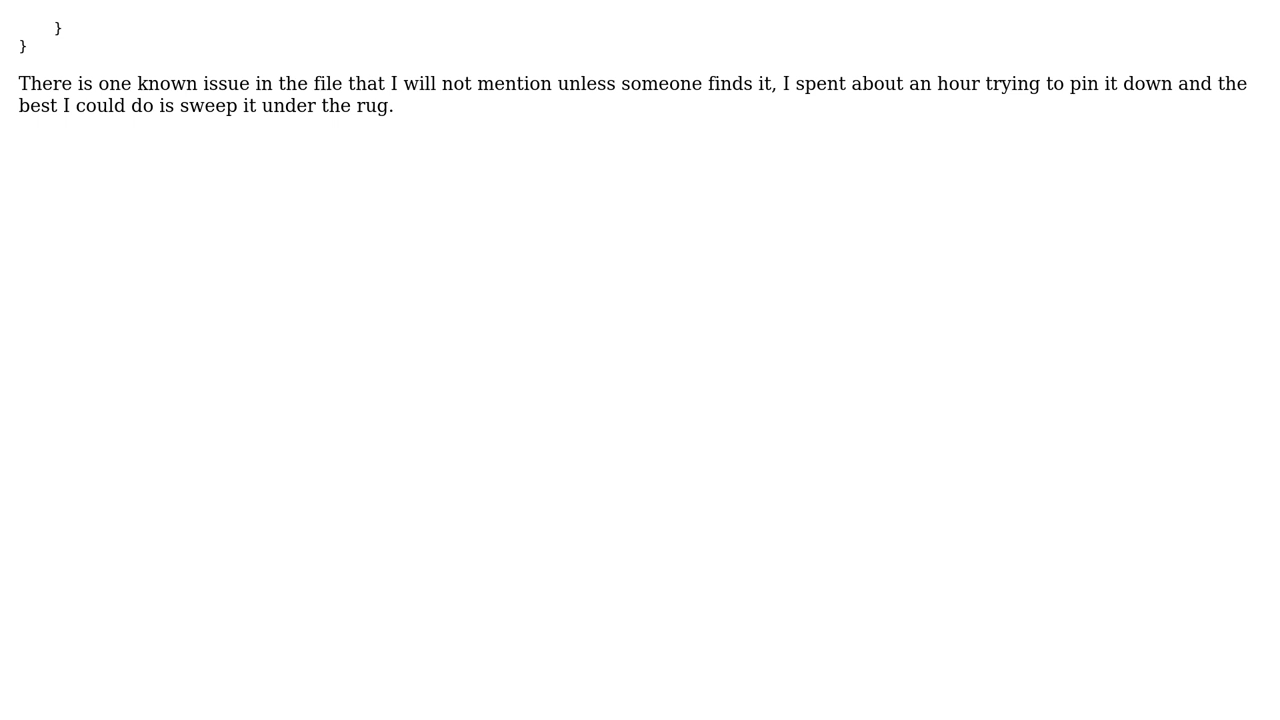 }
}
There is one known issue in the file that I will not mention unless someone finds it, I spent about an hour trying to pin it down and the
best I could do is sweep it under the rug.